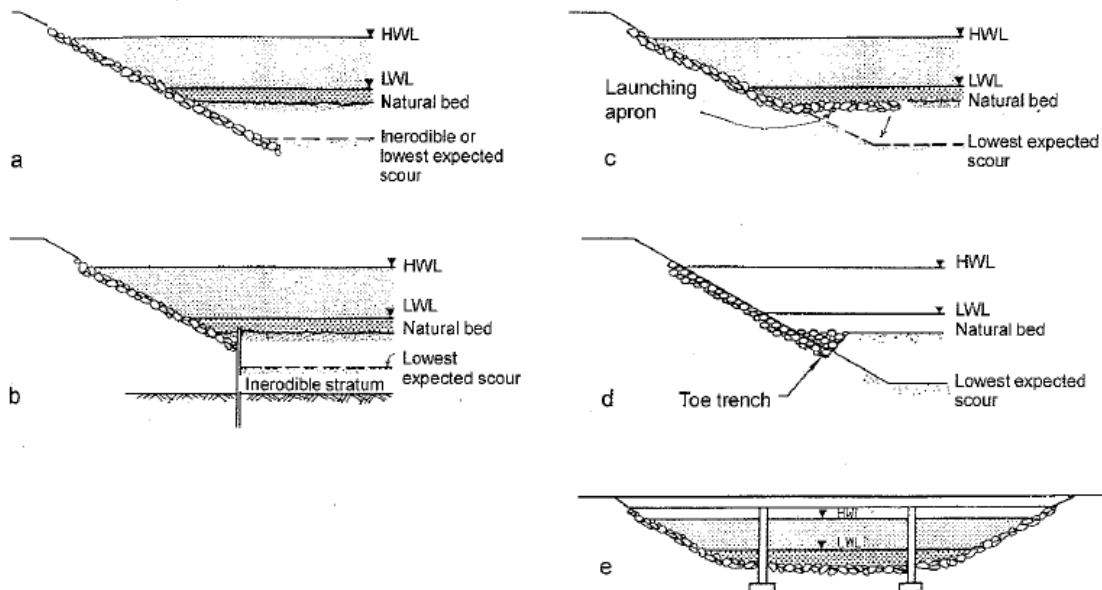 HWL
LWL
Natural bed
Inerodible or
lowest expected
scour
a
HWL
LWL
Natural bed
Launching
apron
Lowest expected
scour
c
HWL
LWL
Natural bed
Lowest
expected scour
Inerodible stratum
b
HWL
LWL
Natural bed
Lowest expected
scour
Toe trench
d
HWL
LWL
e